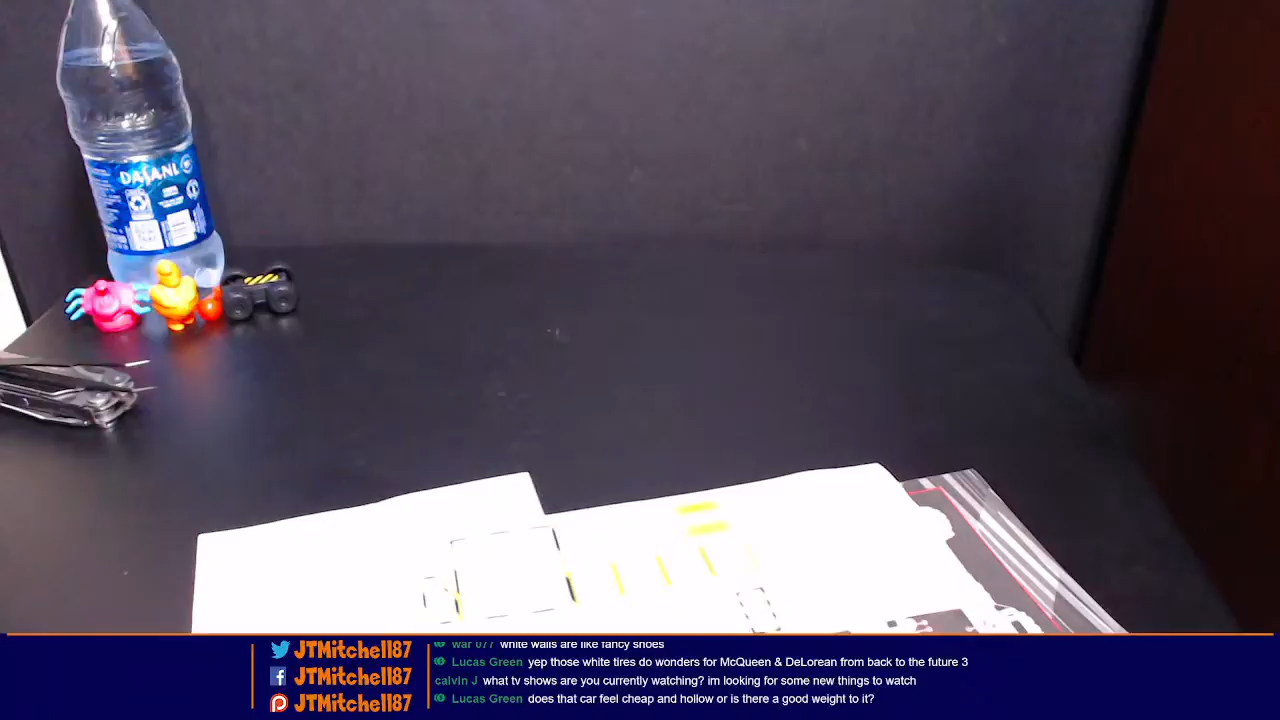 DASANI
JTMitchell87
JTMitchell87
JTMitchell87
war 077 white walls are like fancy shoes
Lucas Green yep those white tires do wonders for McQueen & DeLorean from back to the future 3
calvin J what tv shows are you currently watching? im looking for some new things to watch
Lucas Green does that car feel cheap and hollow or is there a good weight to it?